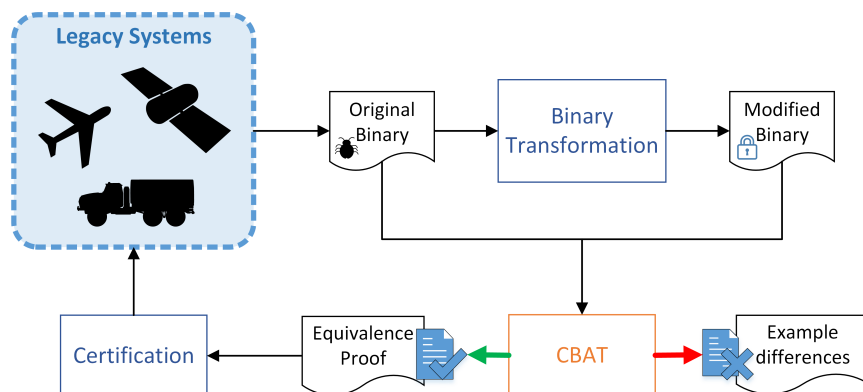 Legacy Systems
Original
Binary
Binary
Transformation
Modified
Binary
Certification
Equivalence
Proof
CBAT
Example
differences